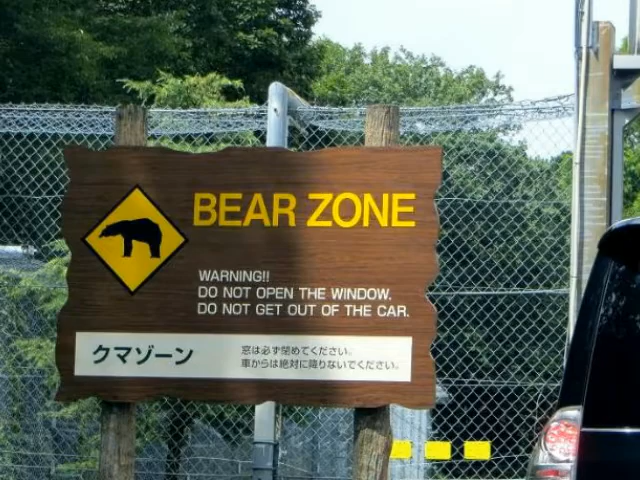 BEAR ZONE
WARNING!!
DO NOT OPEN THE WINDOW.
DO NOT GET OUT OF THE CAR.
クマゾーン
窓は必ず閉めてください。
車からは絶対に降りないでください。